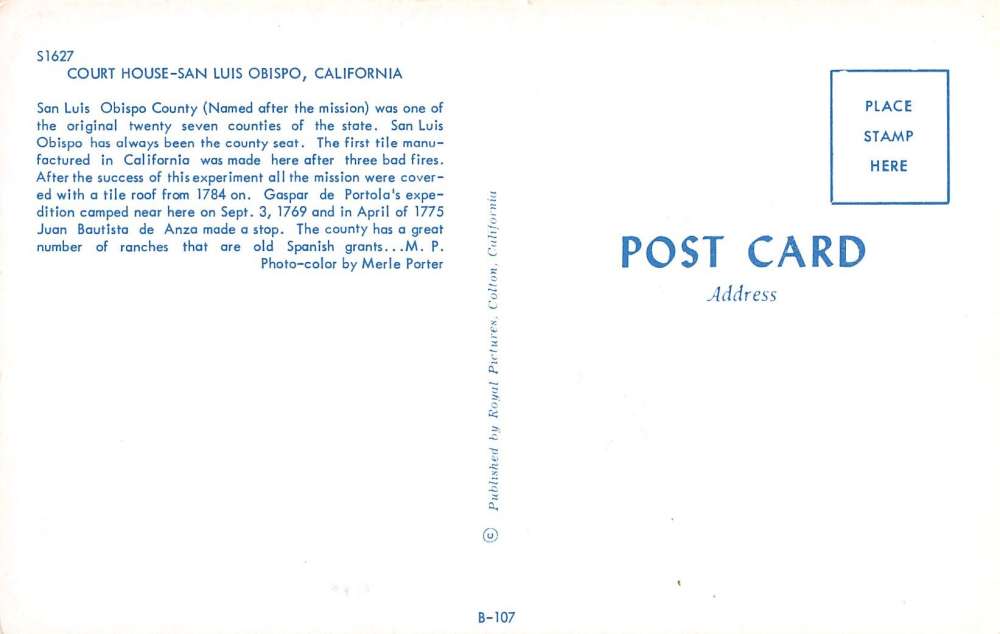 S1627
COURT HOUSE-SAN LUIS OBISPO, CALIFORNIA
San Luis Obispo County (Named after the mission) was one of
the original twenty seven counties of the state. San Luis
Obispo has always been the county seat. The first tile manu-
factured in California was made here after three bad fires.
After the success of this experiment all the mission were cover-
ed with a tile roof from 1784 on. Gaspar de Portola's expe-
dition camped near here on Sept. 3, 1769 and in April of 1775
Juan Bautista de Anza made a stop. The county has a great
number of ranches that are old Spanish grants...M. P.
Photo-color by Merle Porter
© Published by Royal Pictures, Colton, California
B-107
PLACE
STAMP
HERE
POST CARD
Address